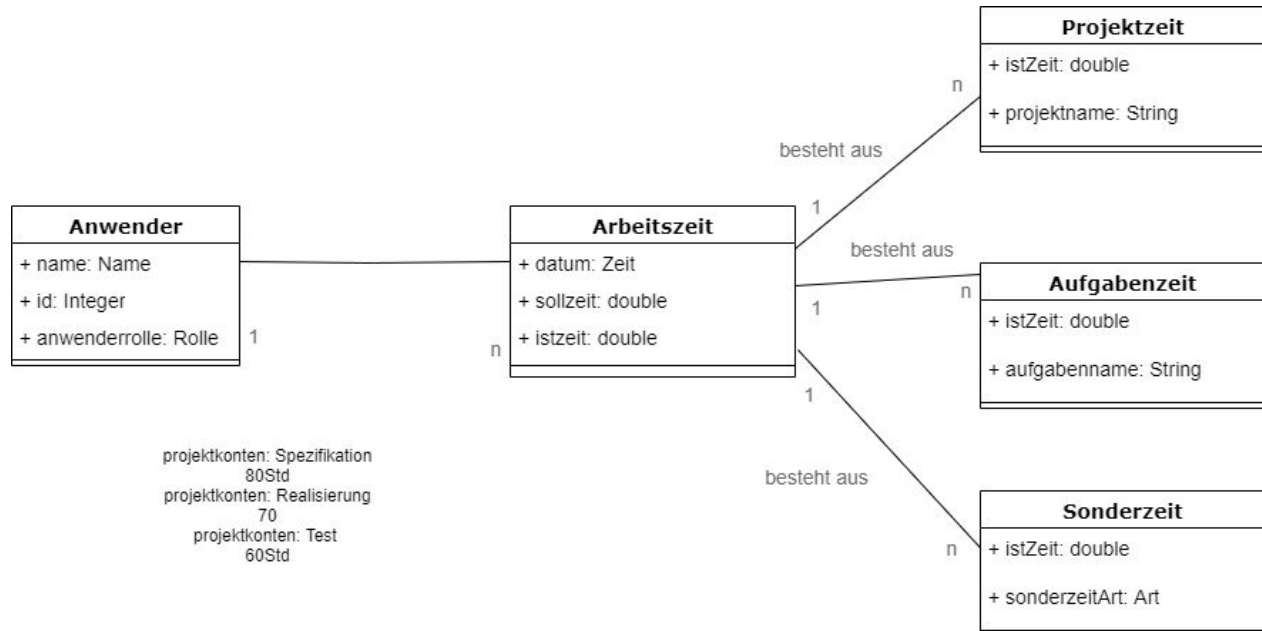 Projektzeit
+ istZeit: double
n
+ projektname: String
besteht aus
1
Anwender
+ name: Name
+ id: Integer
+ anwenderrolle: Rolle
1
n
Arbeitszeit
+ datum: Zeit
+ sollzeit: double
+ istzeit: double
besteht aus
1
n
Aufgabenzeit
+ istZeit: double
+ aufgabenname: String
1
besteht aus
n
Sonderzeit
+ istZeit: double
+ sonderzeitArt: Art
projektkonten: Spezifikation
80Std
projektkonten: Realisierung
70
projektkonten: Test
60Std